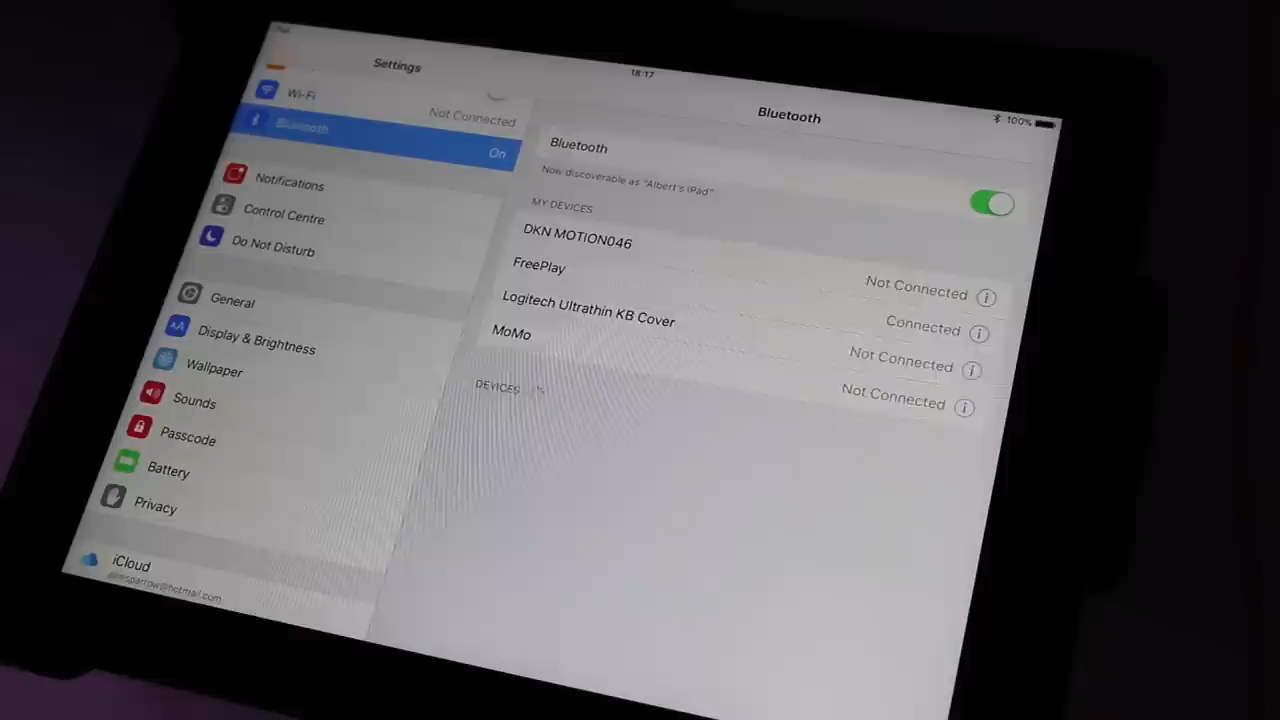 Settings
Wi-Fi
Not Connected
Bluetooth
On
Notifications
Control Centre
Do Not Disturb
General
Display & Brightness
Wallpaper
Sounds
Passcode
Battery
Privacy
iCloud
18:17
100%
Bluetooth
Bluetooth
Now discoverable as "Albert's iPad"
MY DEVICES
DKN MOTION046
Not Connected
FreePlay
Connected
Logitech Ultrathin KB Cover
Not Connected
MoMo
Not Connected
DEVICES